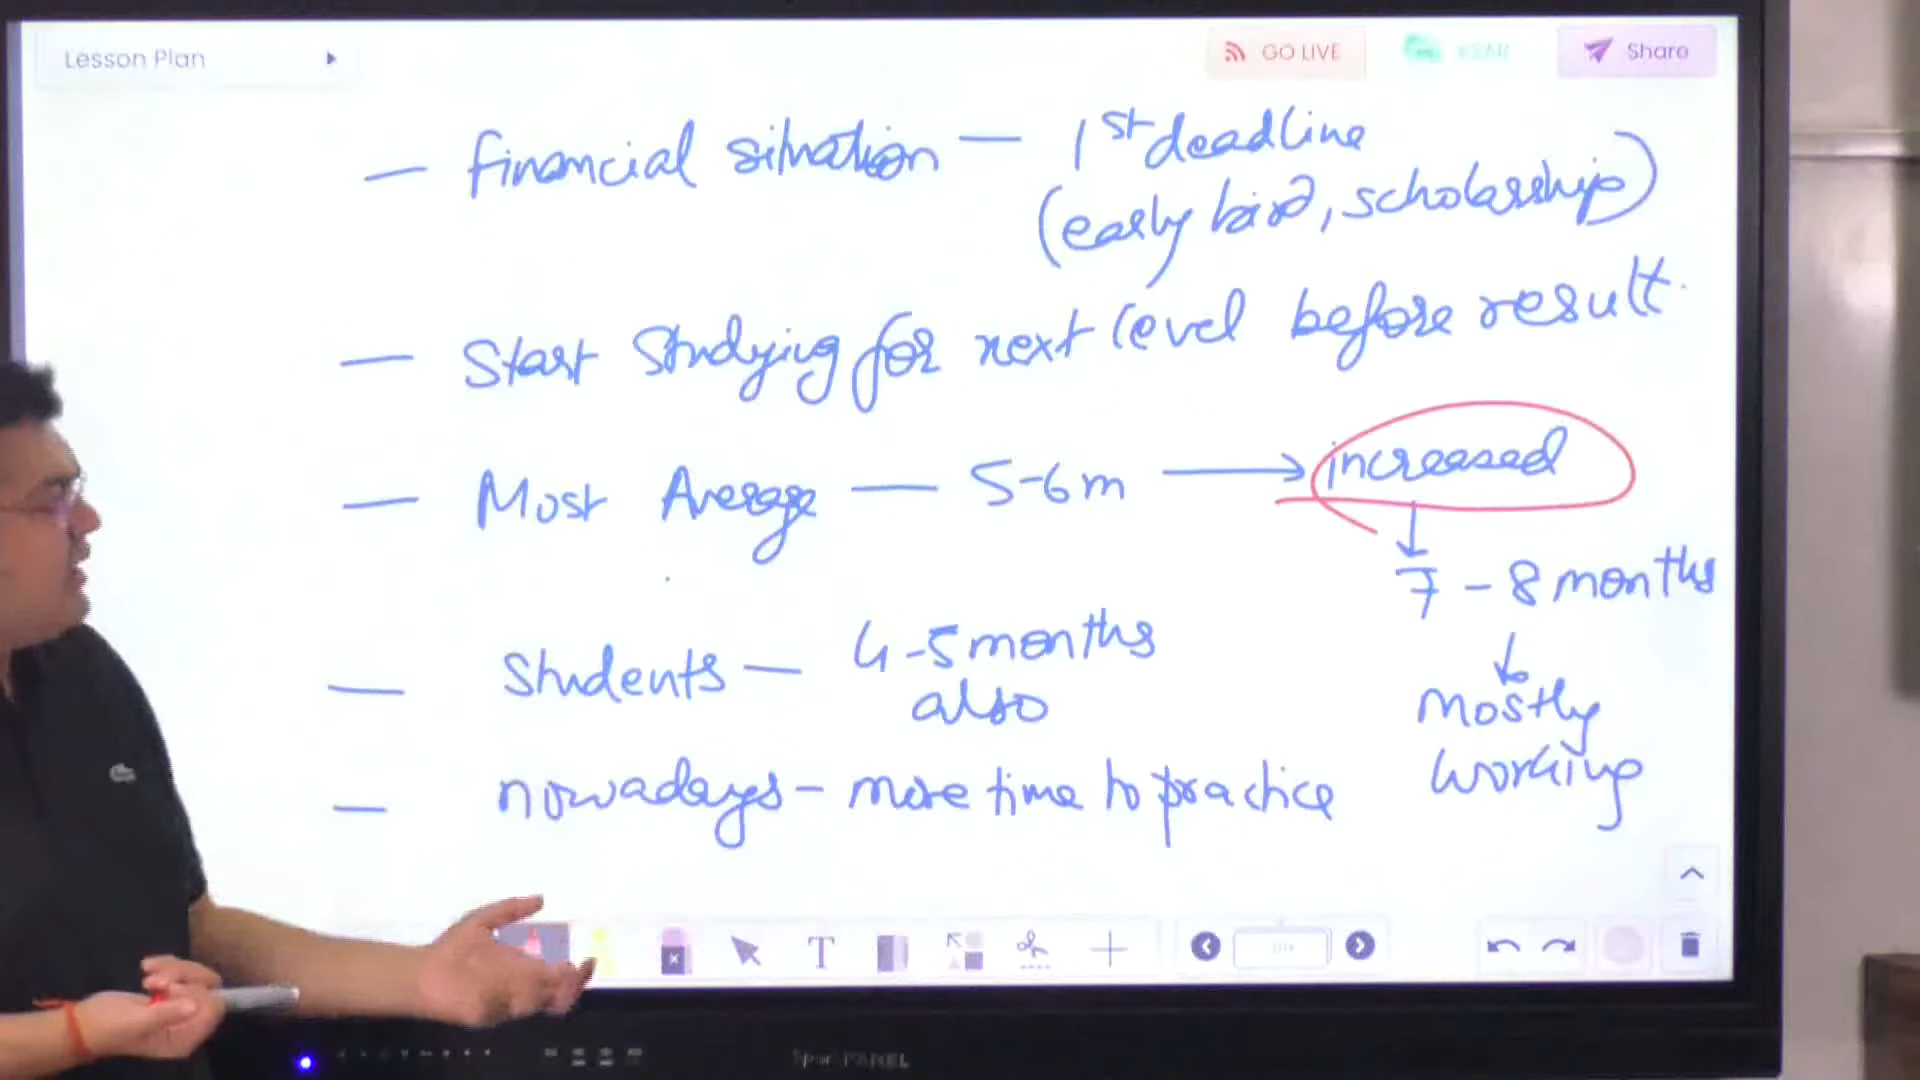 Lesson Plan
GO LIVE
Share
— financial situation — 1st deadline
(early bird, scholarship)
— Start Studying for next level before result.
— Most Average — 5-6m → increased
↓
7 - 8 months
↓
mostly
working
— Students — 4-5 months
also
— nowadays - more time to practice
T
PANEL